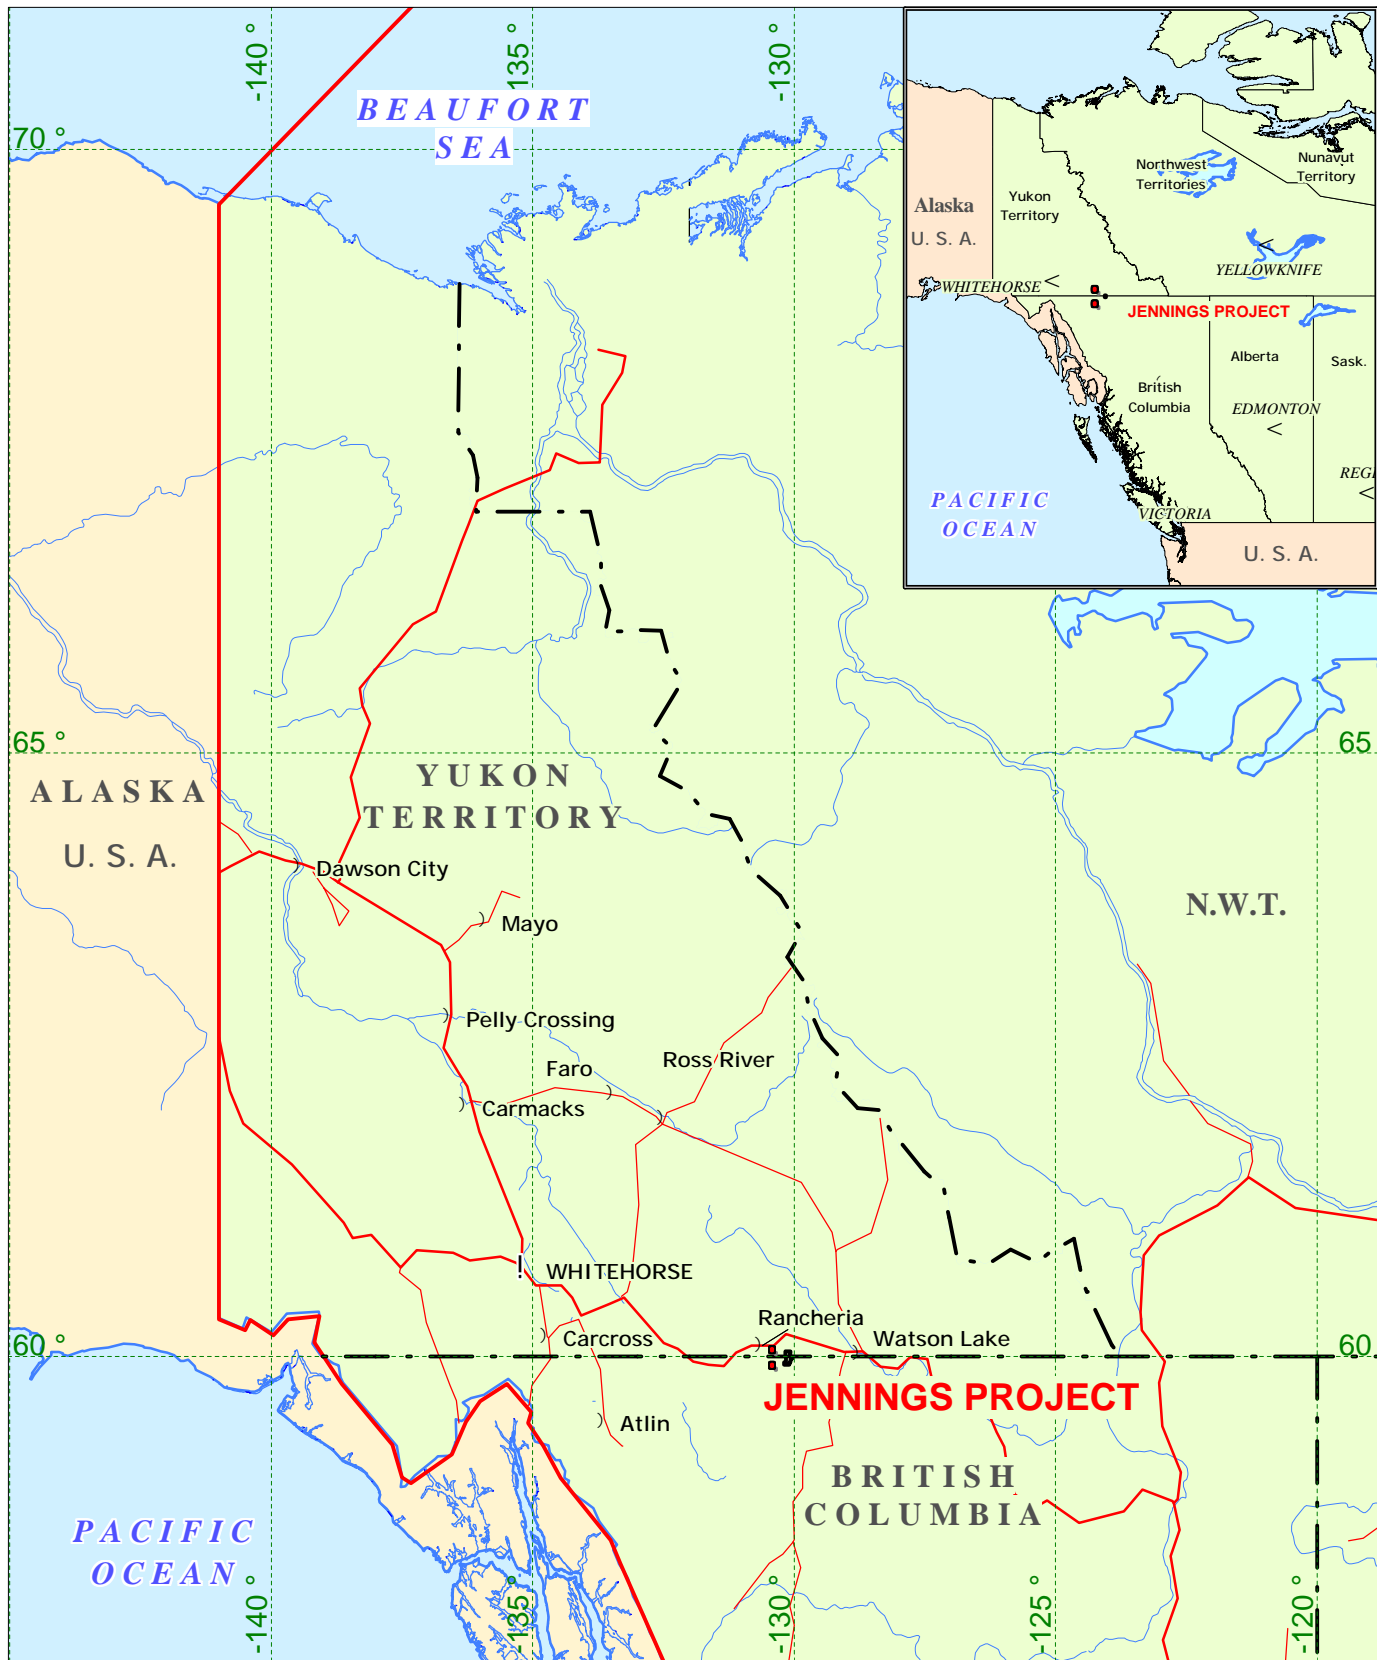 -140 °
-135 °
-130 °
BEAUFORT
SEA
70 °
Northwest
Territories
Nunavut
Territory
Yukon
Territory
Alaska
U. S. A.
YELLOWKNIFE
WHITEHORSE
JENNINGS PROJECT
Alberta
Sask.
British
Columbia
EDMONTON
REGI
PACIFIC
OCEAN
VICTORIA
U. S. A.
65 °
65
YUKON
TERRITORY
ALASKA
U. S. A.
Dawson City
Mayo
N.W.T.
Pelly Crossing
Ross River
Faro
Carmacks
WHITEHORSE
Rancheria
Carcross
Watson Lake
60 °
60
JENNINGS PROJECT
Atlin
BRITISH
COLUMBIA
PACIFIC
OCEAN
-140 °
-135 °
-130 °
-125 °
-120 °